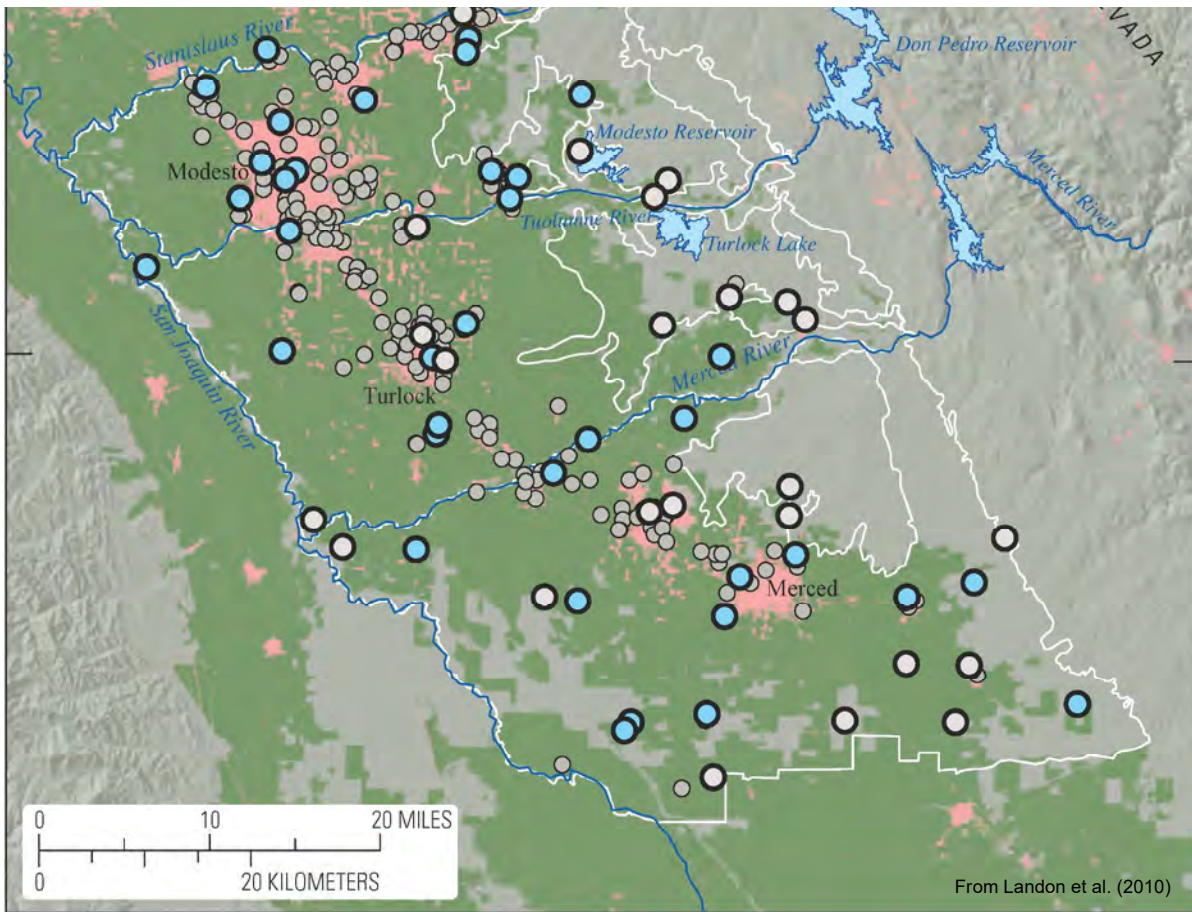 VADA
Stanislaus River
Don Pedro Reservoir
Modesto Reservoir
Merced River
Modesto
Tuolumne River
Turlock Lake
San Joaquin River
Merced River
Turlock
Merced
0 10 20 MILES
0 20 KILOMETERS
From Landon et al. (2010)